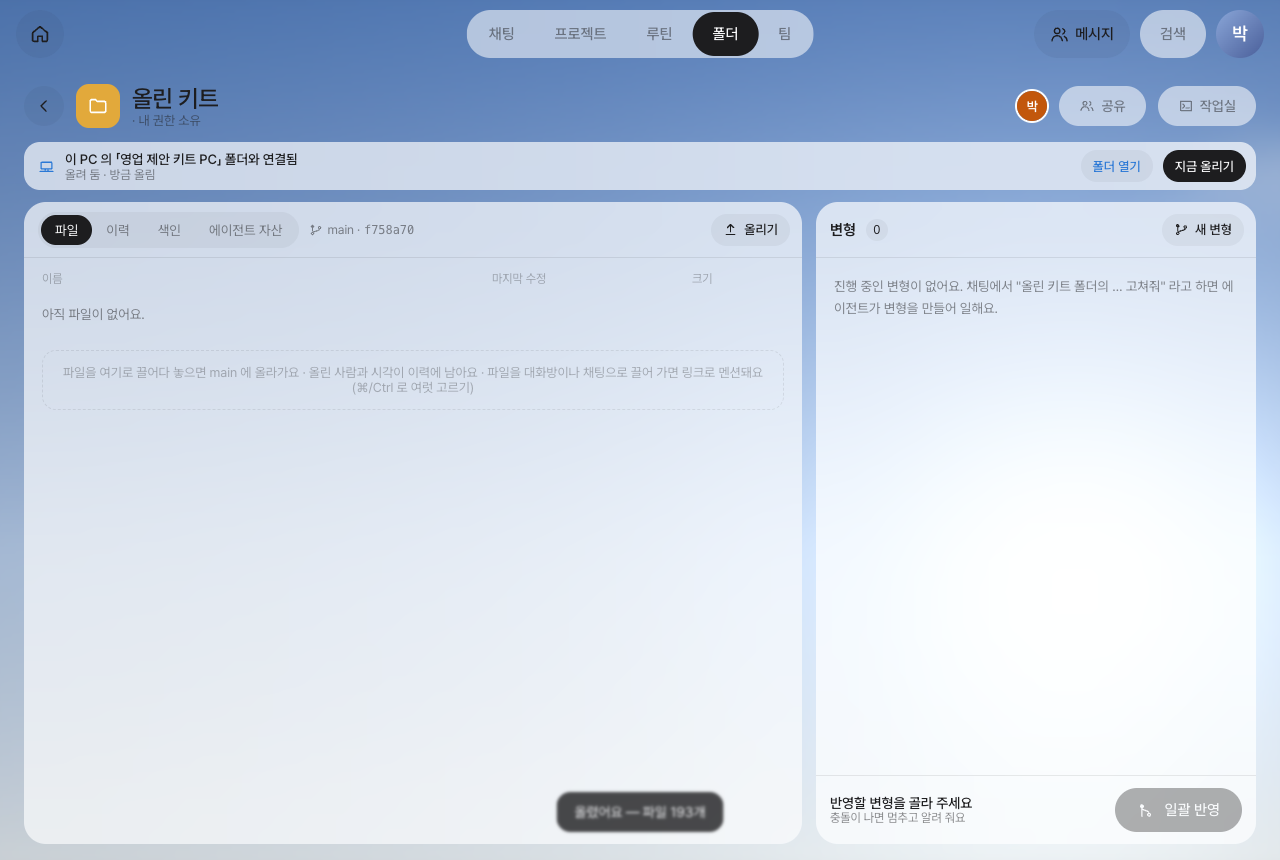 채팅
프로젝트
루틴
폴더
팀
메시지
검색
박
올린 키트
· 내 권한 소유
박
공유
작업실
이 PC 의 「영업 제안 키트 PC」 폴더와 연결됨
올려 둠 · 방금 올림
폴더 열기
지금 올리기
파일
이력
색인
에이전트 자산
main · f758a70
올리기
변형
0
새 변형
이름
마지막 수정
크기
아직 파일이 없어요.
파일을 여기로 끌어다 놓으면 main 에 올라가요 · 올린 사람과 시각이 이력에 남아요 · 파일을 대화방이나 채팅으로 끌어 가면 링크로 멘션돼요
(⌘/Ctrl 로 여럿 고르기)
진행 중인 변형이 없어요. 채팅에서 "올린 키트 폴더의 … 고쳐줘" 라고 하면 에
이전트가 변형을 만들어 일해요.
올렸어요 — 파일 193개
반영할 변형을 골라 주세요
충돌이 나면 멈추고 알려 줘요
일괄 반영